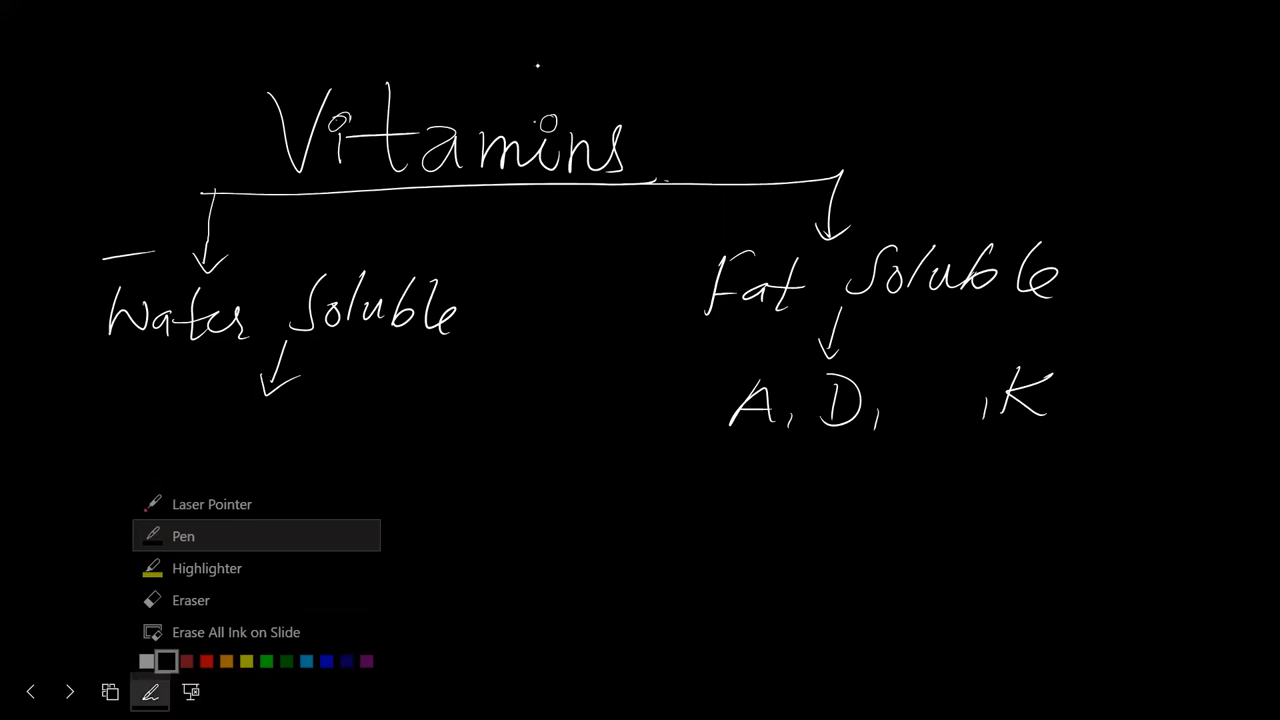 Vitamins
Water Soluble
Fat Soluble
A, D, , K
Laser Pointer
Pen
Highlighter
Eraser
Erase All Ink on Slide